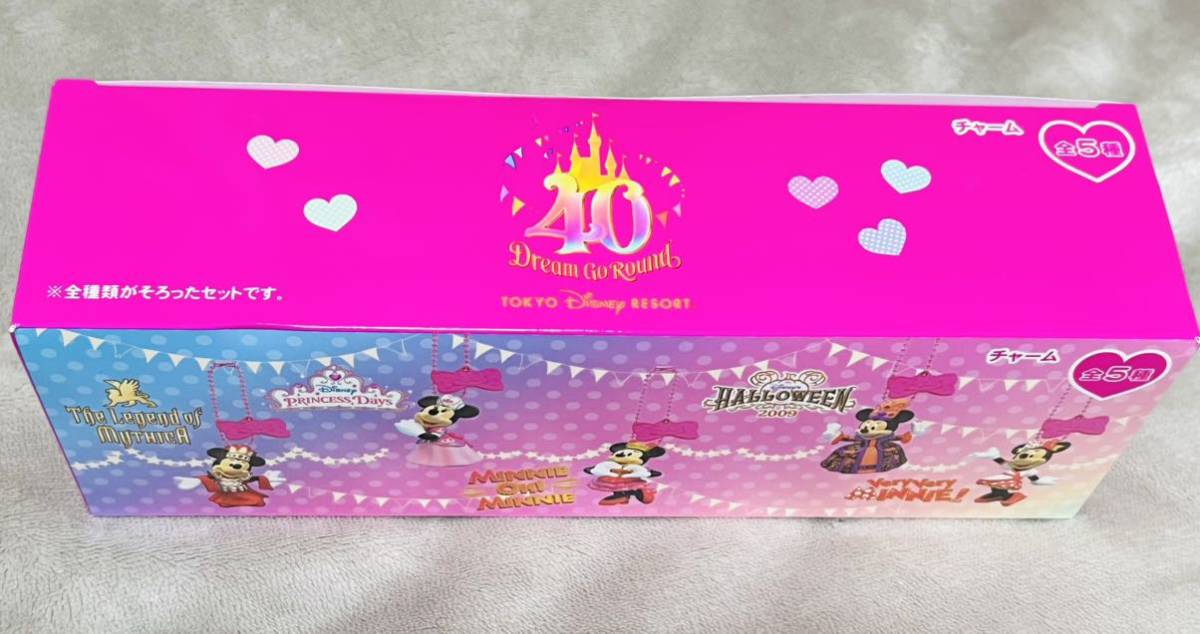 チャーム
全5種
40
Dream Go Round
TOKYO Disney RESORT
※全種類がそろったセットです。
チャーム
全5種
The Legend of
MYTHICA
Disney
PRINCESS Days
MINNIE
OH!
MINNIE
Disney's
HALLOWEEN
2009
Very Very
MINNIE!